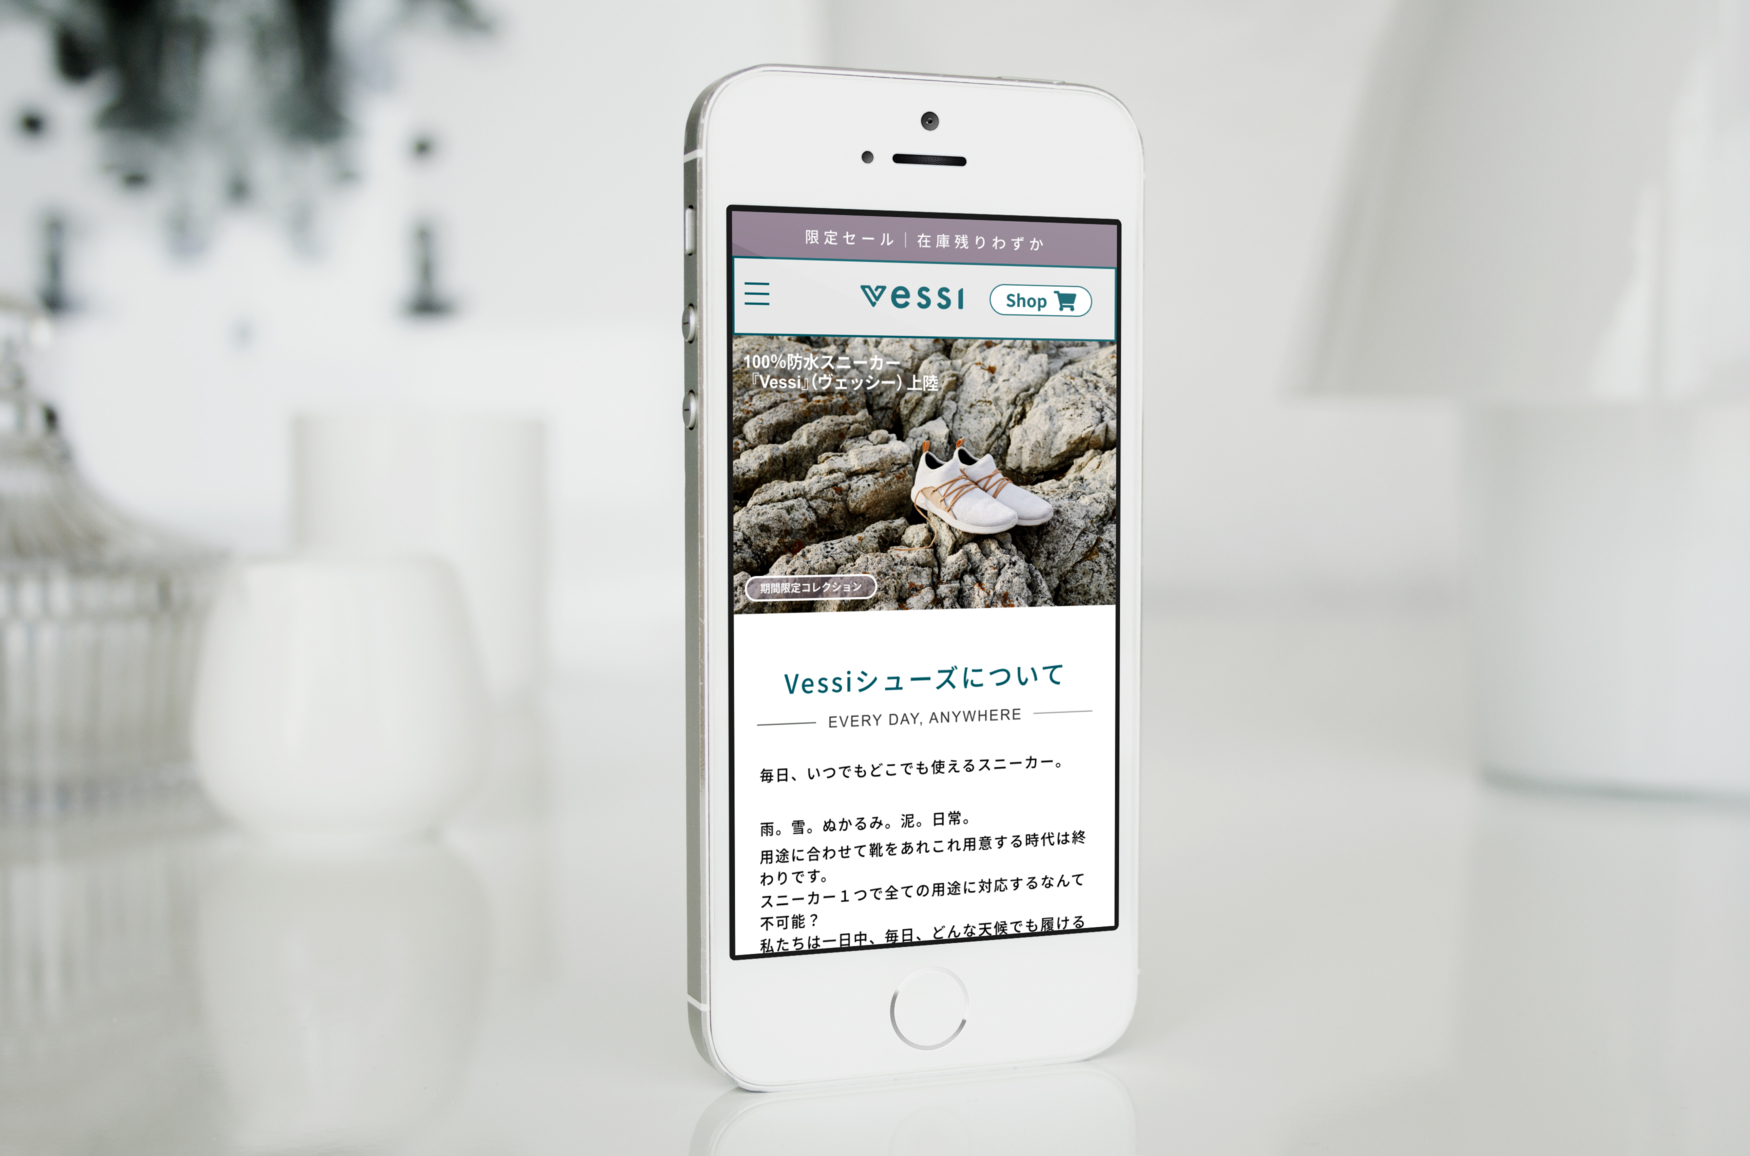 限定セール｜在庫残りわずか
vessi
Shop
100%防水スニーカー
『Vessi』（ヴェッシー）上陸
期間限定コレクション
Vessiシューズについて
EVERY DAY, ANYWHERE
毎日、いつでもどこでも使えるスニーカー。
雨。雪。ぬかるみ。泥。日常。
用途に合わせて靴をあれこれ用意する時代は終
わりです。
スニーカー１つで全ての用途に対応するなんて
不可能？
私たちは一日中、毎日、どんな天候でも履ける